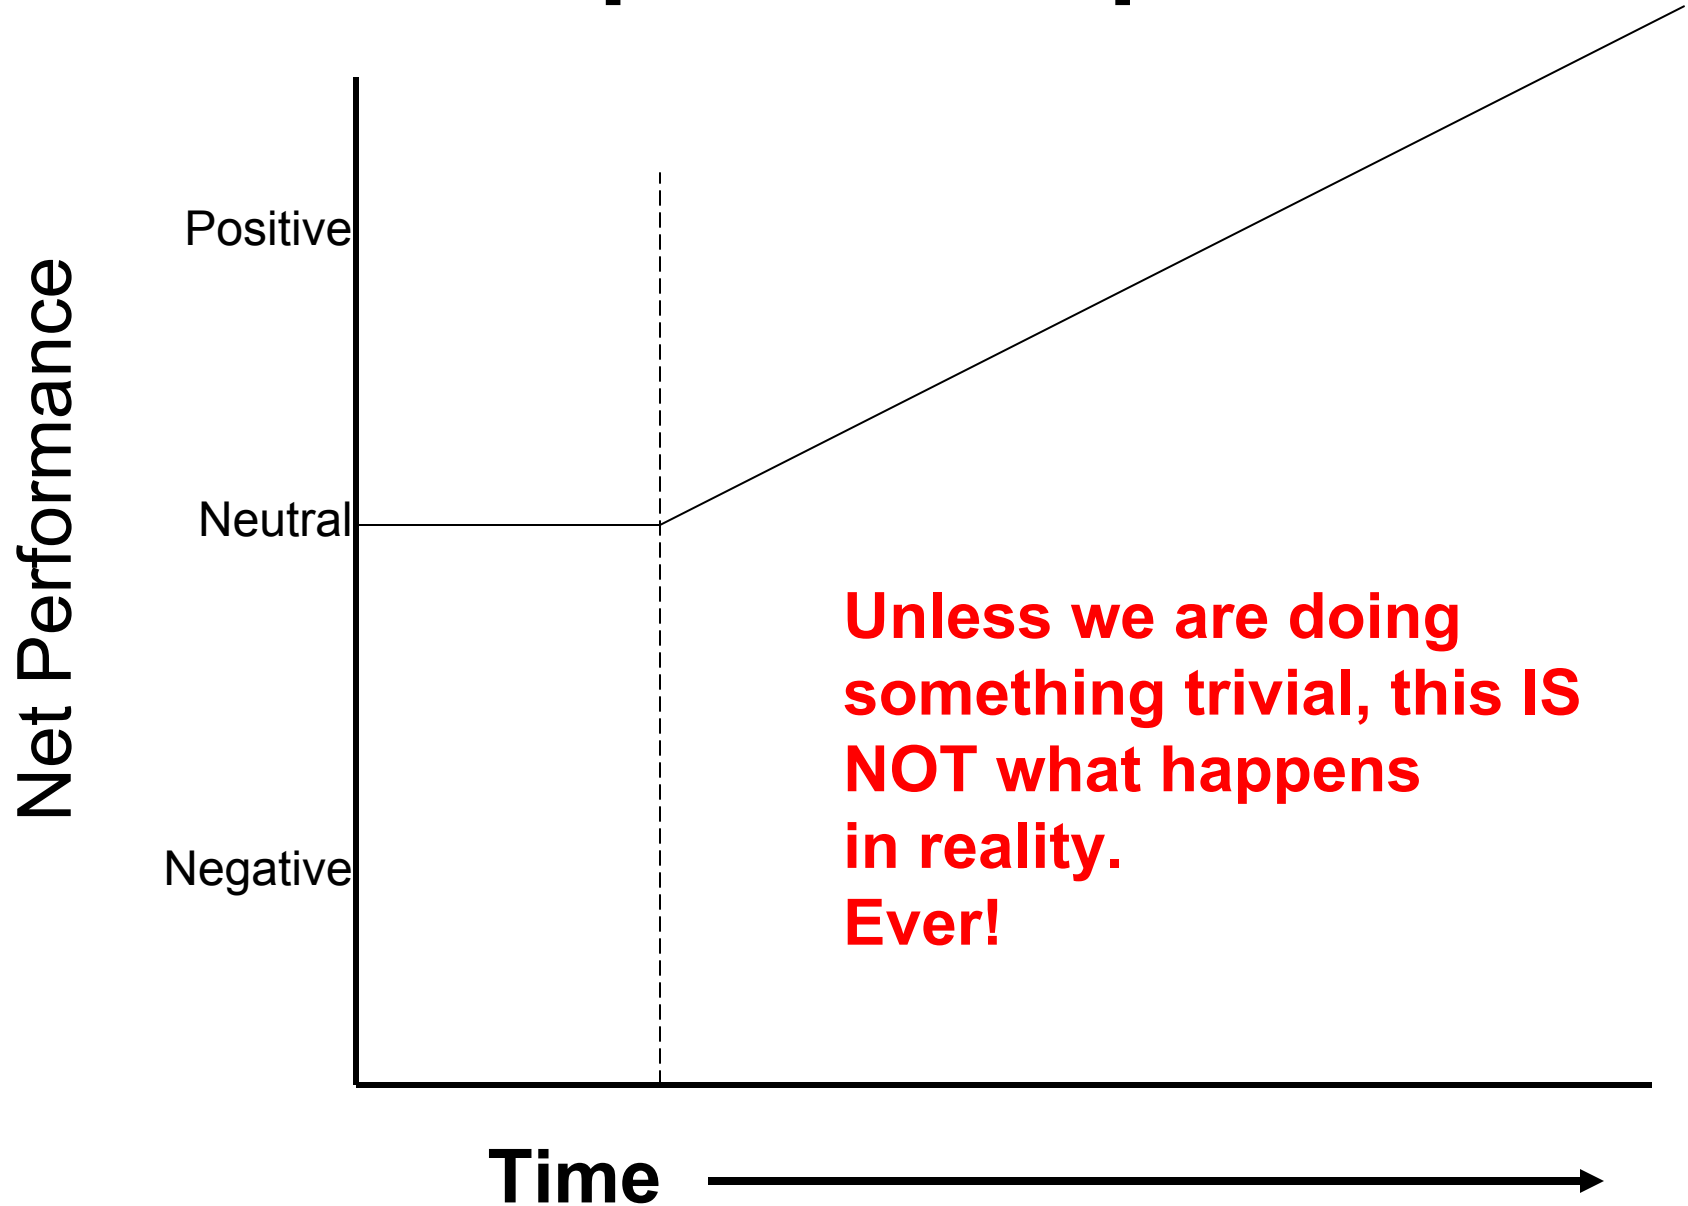 Positive
Neutral
Negative
Net Performance
Unless we are doing
something trivial, this IS
NOT what happens
in reality.
Ever!
Time